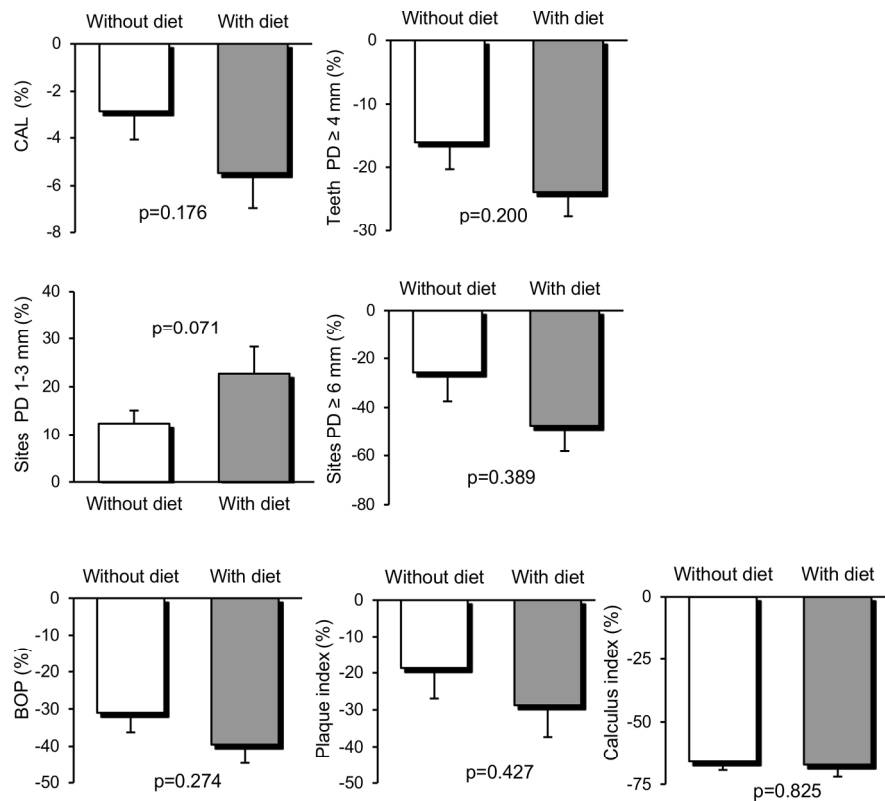 Without diet With diet
CAL (%)
0
-2
-4
-6
-8
p=0.176
Without diet With diet
Teeth PD ≥ 4 mm (%)
0
-10
-20
-30
p=0.200
Sites PD 1-3 mm (%)
40
30
20
10
0
p=0.071
Without diet With diet
Without diet With diet
Sites PD ≥ 6 mm (%)
0
-20
-40
-60
-80
p=0.389
Without diet With diet
BOP (%)
0
-10
-20
-30
-40
-50
p=0.274
Without diet With diet
Plaque index (%)
0
-10
-20
-30
-40
-50
p=0.427
Without diet With diet
Calculus index (%)
0
-25
-50
-75
p=0.825